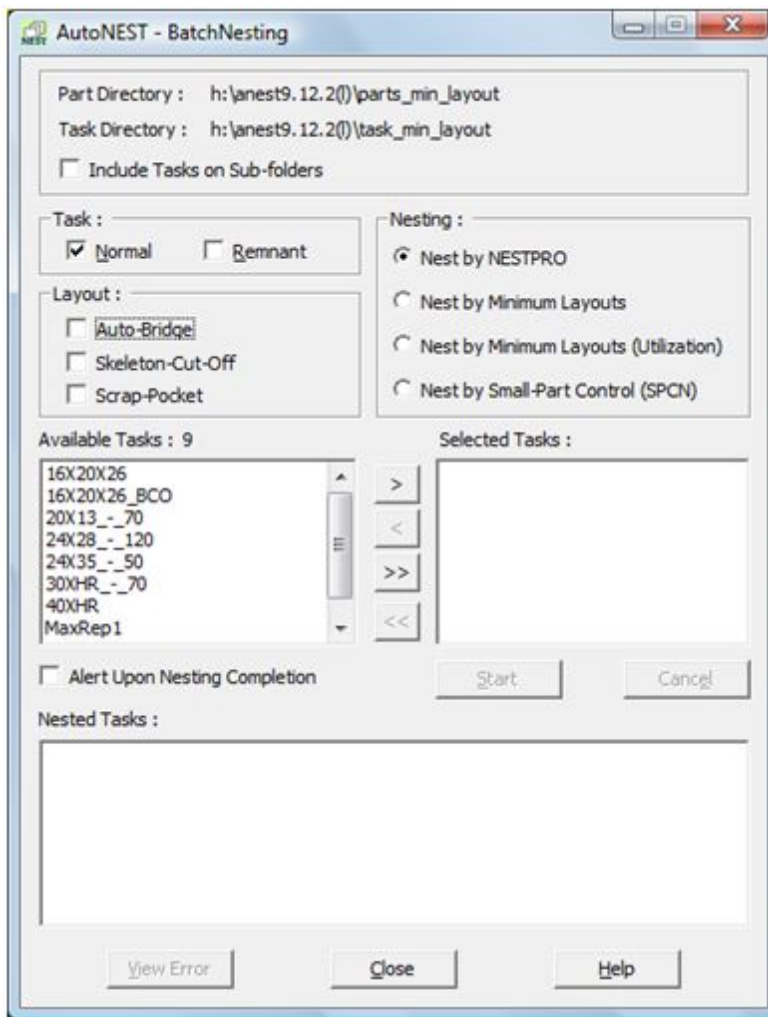 NEST AutoNEST - BatchNesting
Part Directory : h:\anest9.12.2(l)\parts_min_layout
Task Directory : h:\anest9.12.2(l)\task_min_layout
Include Tasks on Sub-folders
Task :
Normal Remnant
Layout :
Auto-Bridge
Skeleton-Cut-Off
Scrap-Pocket
Nesting :
Nest by NESTPRO
Nest by Minimum Layouts
Nest by Minimum Layouts (Utilization)
Nest by Small-Part Control (SPCN)
Available Tasks : 9
16X20X26
16X20X26_BCO
20X13_-_70
24X28_-_120
24X35_-_50
30XHR_-_70
40XHR
MaxRep1
>
<
>>
<<
Selected Tasks :
Alert Upon Nesting Completion
Start Cancel
Nested Tasks :
View Error Close Help